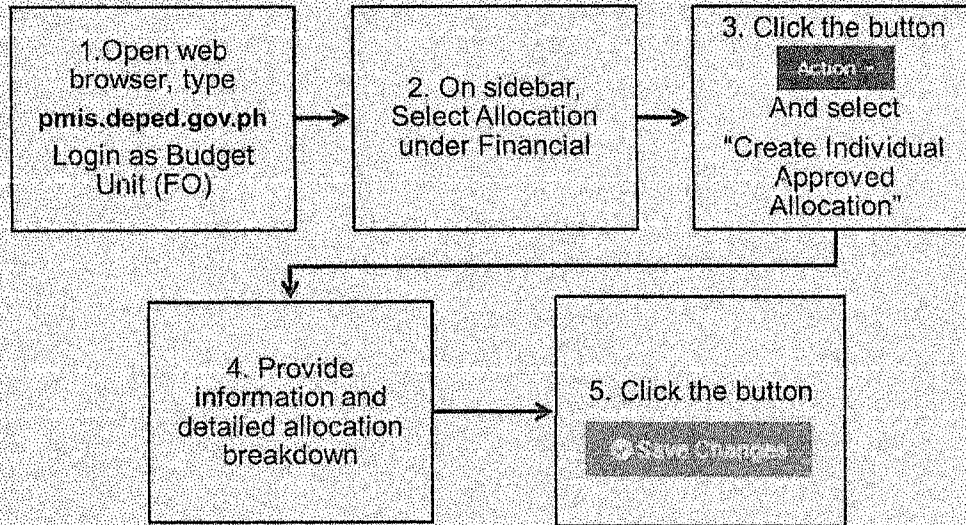 1.Open web
browser, type
pmis.deped.gov.ph
Login as Budget
Unit (FO)
2. On sidebar,
Select Allocation
under Financial
3. Click the button
Action
And select
"Create Individual
Approved
Allocation"
4. Provide
information and
detailed allocation
breakdown
5. Click the button
Save Changes